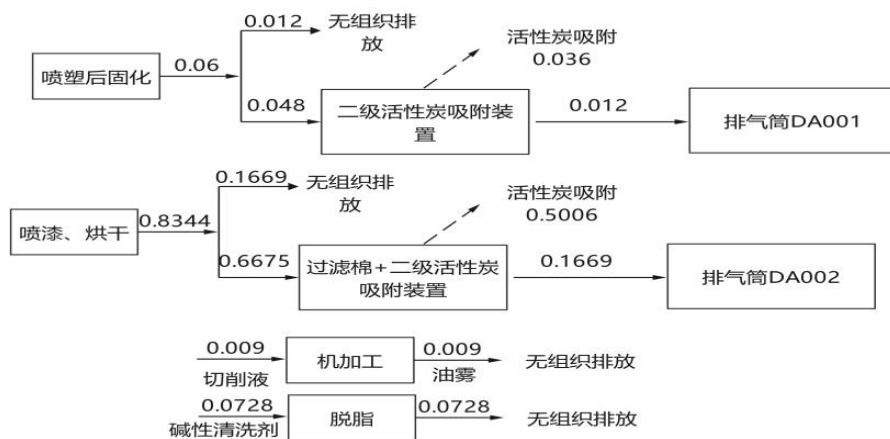 0.012
无组织排
放
活性炭吸附
0.036
喷塑后固化
0.06
0.048
二级活性炭吸附装
置
0.012
排气筒DA001
0.1669
无组织排
放
活性炭吸附
0.5006
喷漆、烘干
0.8344
0.6675
过滤棉+二级活性炭
吸附装置
0.1669
排气筒DA002
0.009
切削液
机加工
0.009
油雾
无组织排放
0.0728
碱性清洗剂
脱脂
0.0728
无组织排放